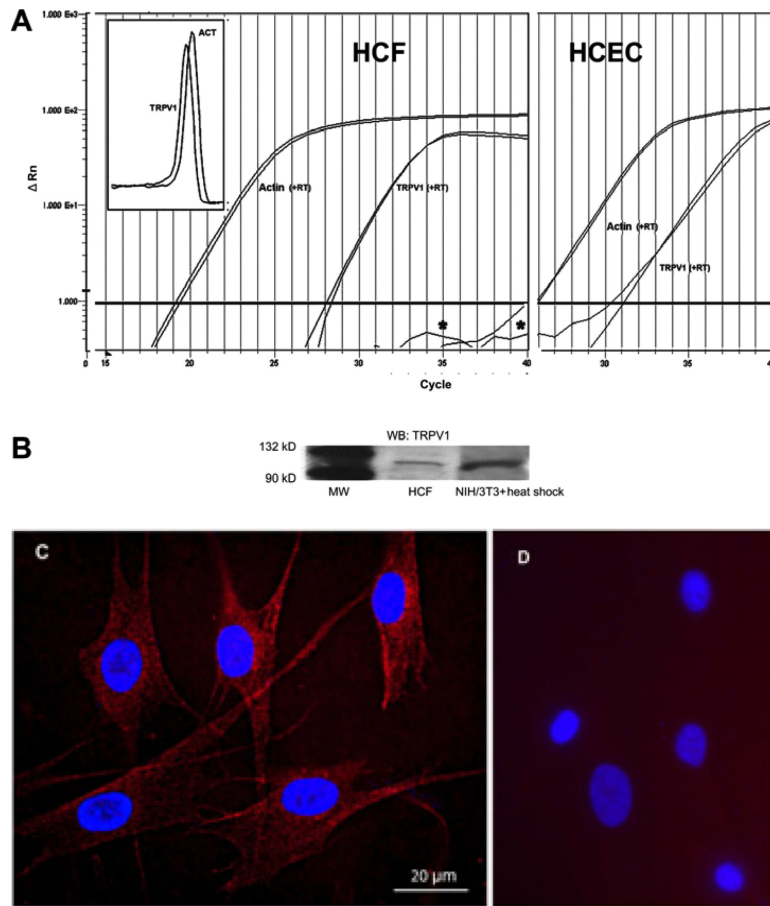 A
HCF
HCEC
ACT
TRPV1
1.000 E+3
1.000 E+2
1.000 E+1
1.000
Δ Rn
Actin (+RT)
TRPV1 (+RT)
Actin (+RT)
TRPV1 (+RT)
* *
0 15 20 25 30 35 40 30 35 40
Cycle
B
WB: TRPV1
132 kD
90 kD
MW HCF NIH/3T3+heat shock
C
20 µm
D